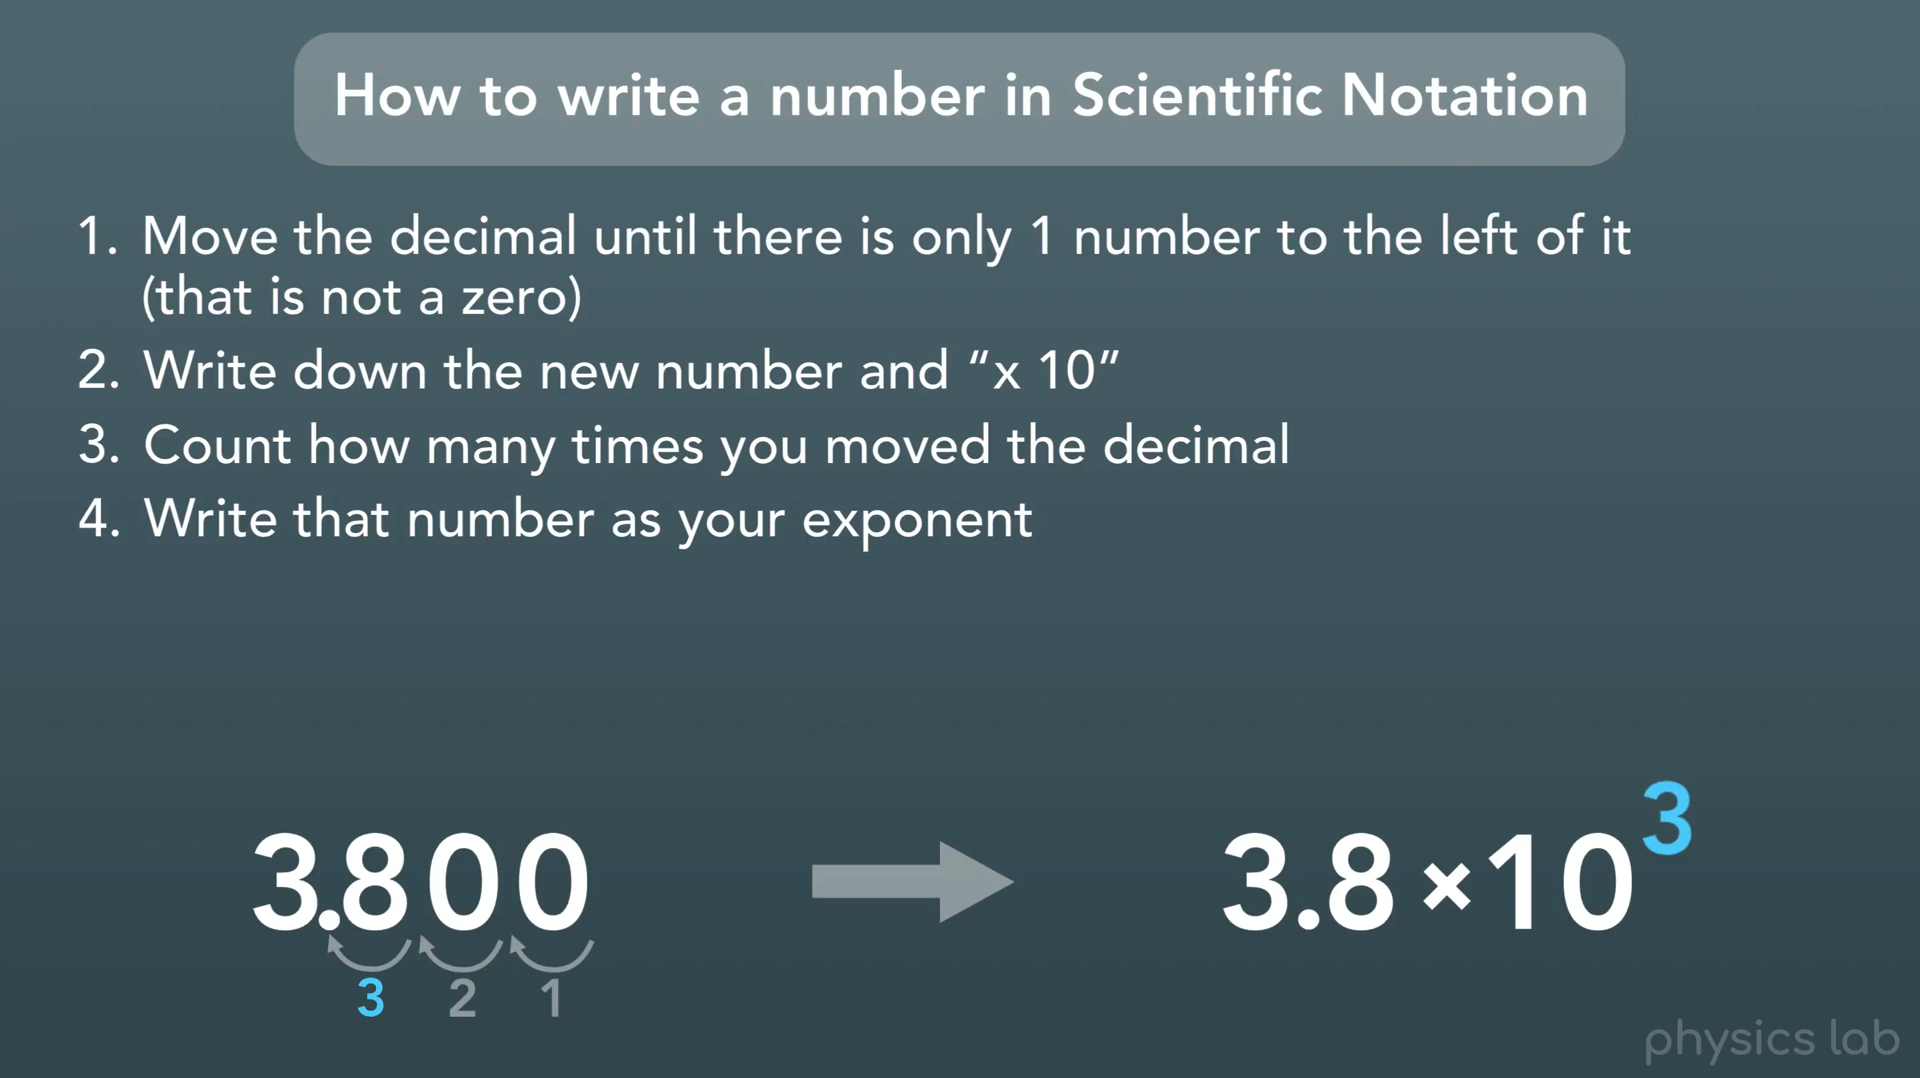 How to write a number in Scientific Notation
1. Move the decimal until there is only 1 number to the left of it
(that is not a zero)
2. Write down the new number and “x 10”
3. Count how many times you moved the decimal
4. Write that number as your exponent
3.800
3.8×10³
3 2 1
physics lab